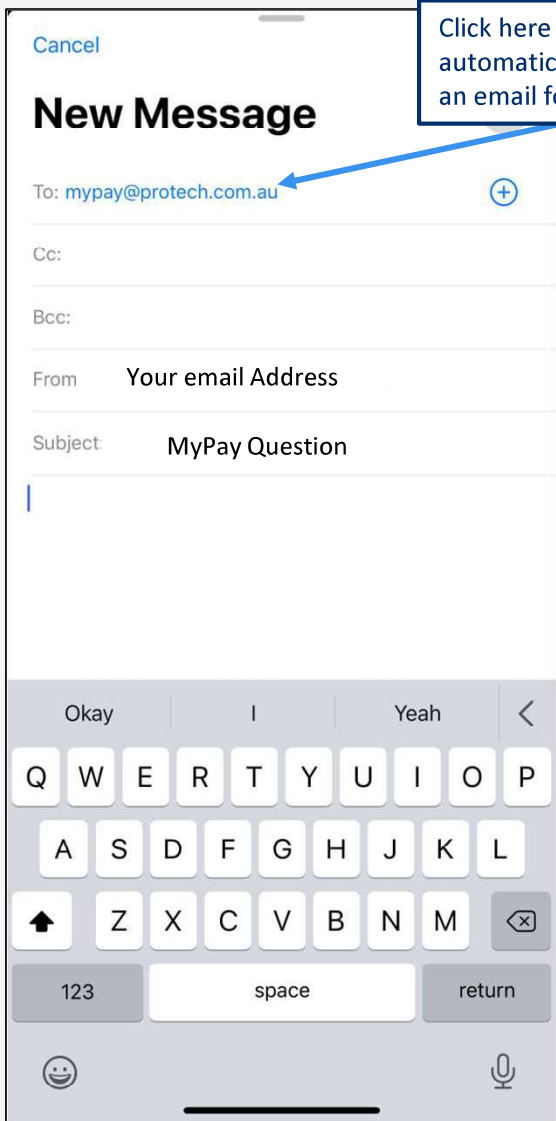 Click here
automatic
an email fo
Cancel
New Message
To: mypay@protech.com.au
Cc:
Bcc:
From Your email Address
Subject: MyPay Question
Okay I Yeah
Q W E R T Y U I O P
A S D F G H J K L
Z X C V B N M
123 space return